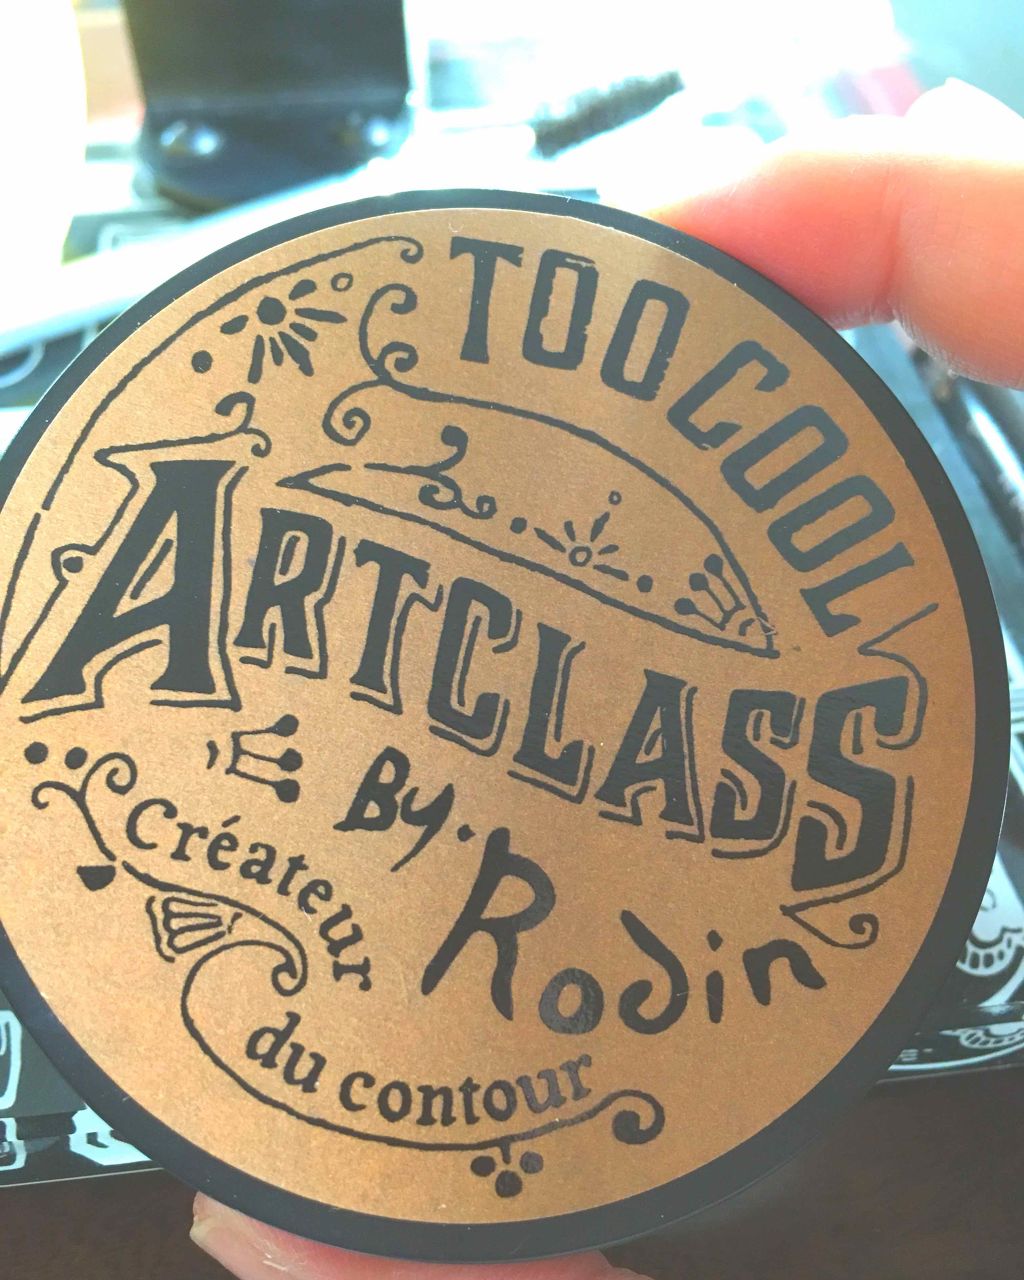 TOO COOL
ARTCLASS
By. Rodin
Créateur
du contour